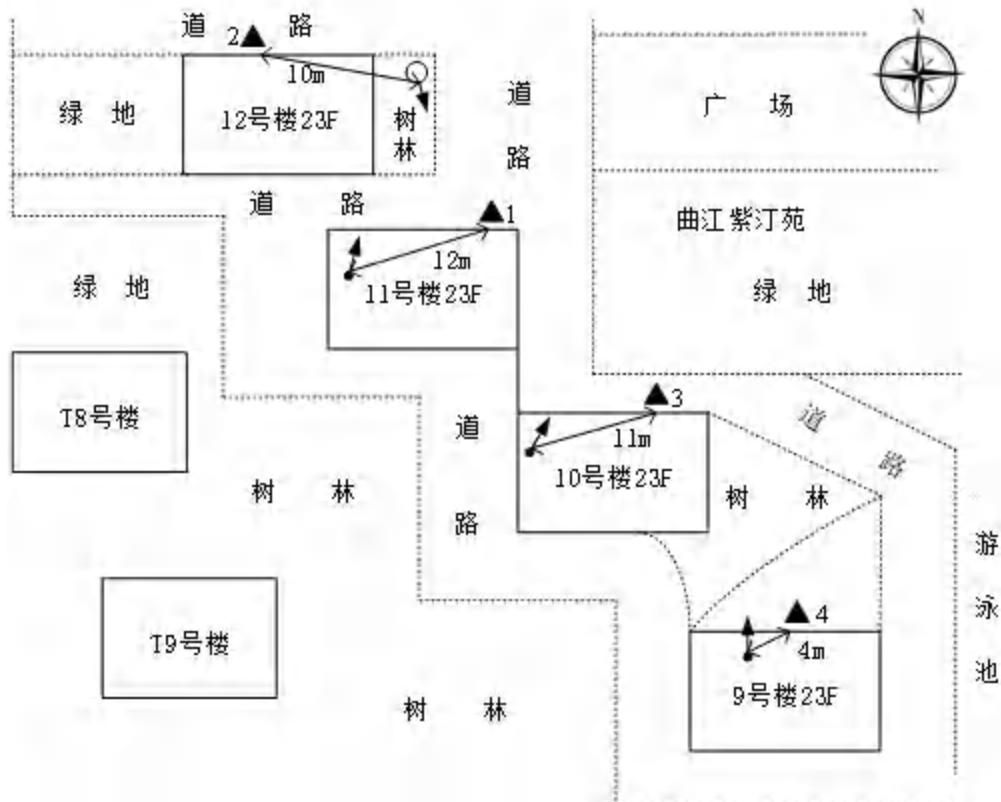 道 路
2
N
10m
绿 地
12号楼23F
树林
道路
广 场
道 路
1
曲江紫汀苑
12m
绿 地
11号楼23F
绿 地
3
T8号楼
道路
11m
道路
10号楼23F
树 林
树 林
游泳池
4
T9号楼
4m
9号楼23F
树 林